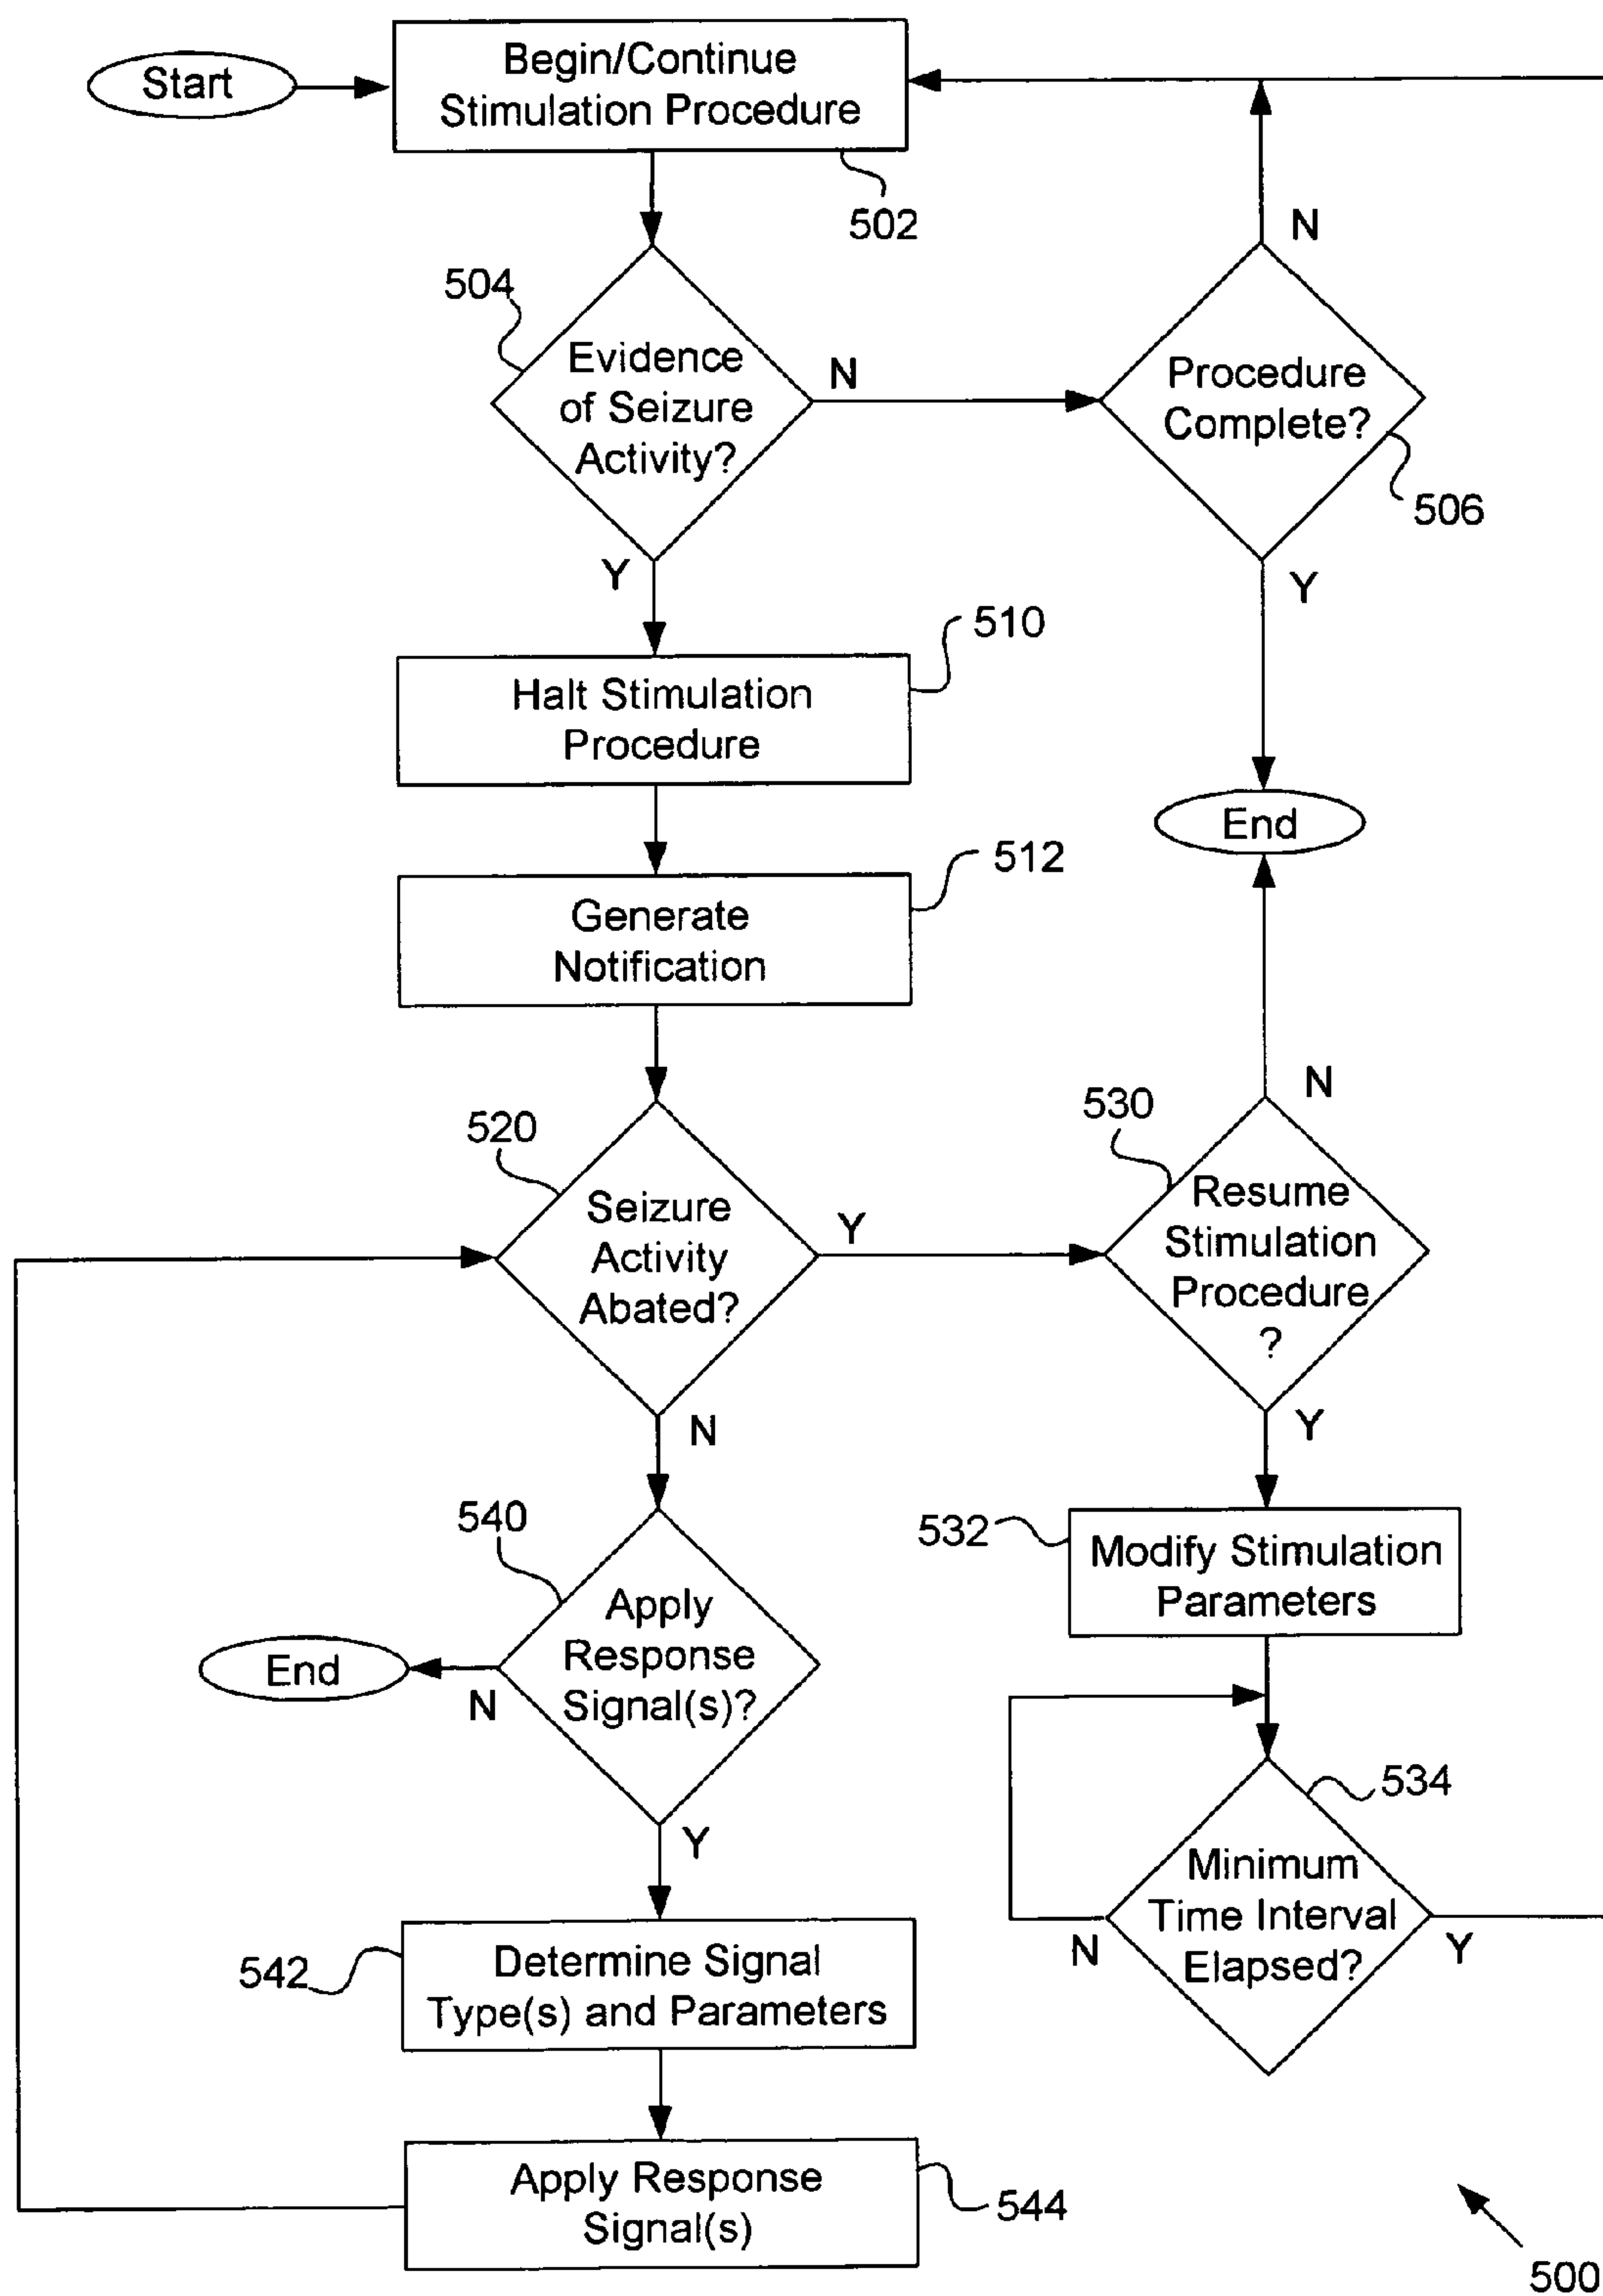 Start
Begin/Continue
Stimulation Procedure
502
504
Evidence
of Seizure
Activity?
N
Y
Procedure
Complete?
506
N
Y
510
Halt Stimulation
Procedure
512
Generate
Notification
End
520
Seizure
Activity
Abated?
Y
N
530
Resume
Stimulation
Procedure
?
N
Y
540
Apply
Response
Signal(s)?
N
End
Y
532
Modify Stimulation
Parameters
534
Minimum
Time Interval
Elapsed?
N
Y
542
Determine Signal
Type(s) and Parameters
Apply Response
Signal(s)
544
500